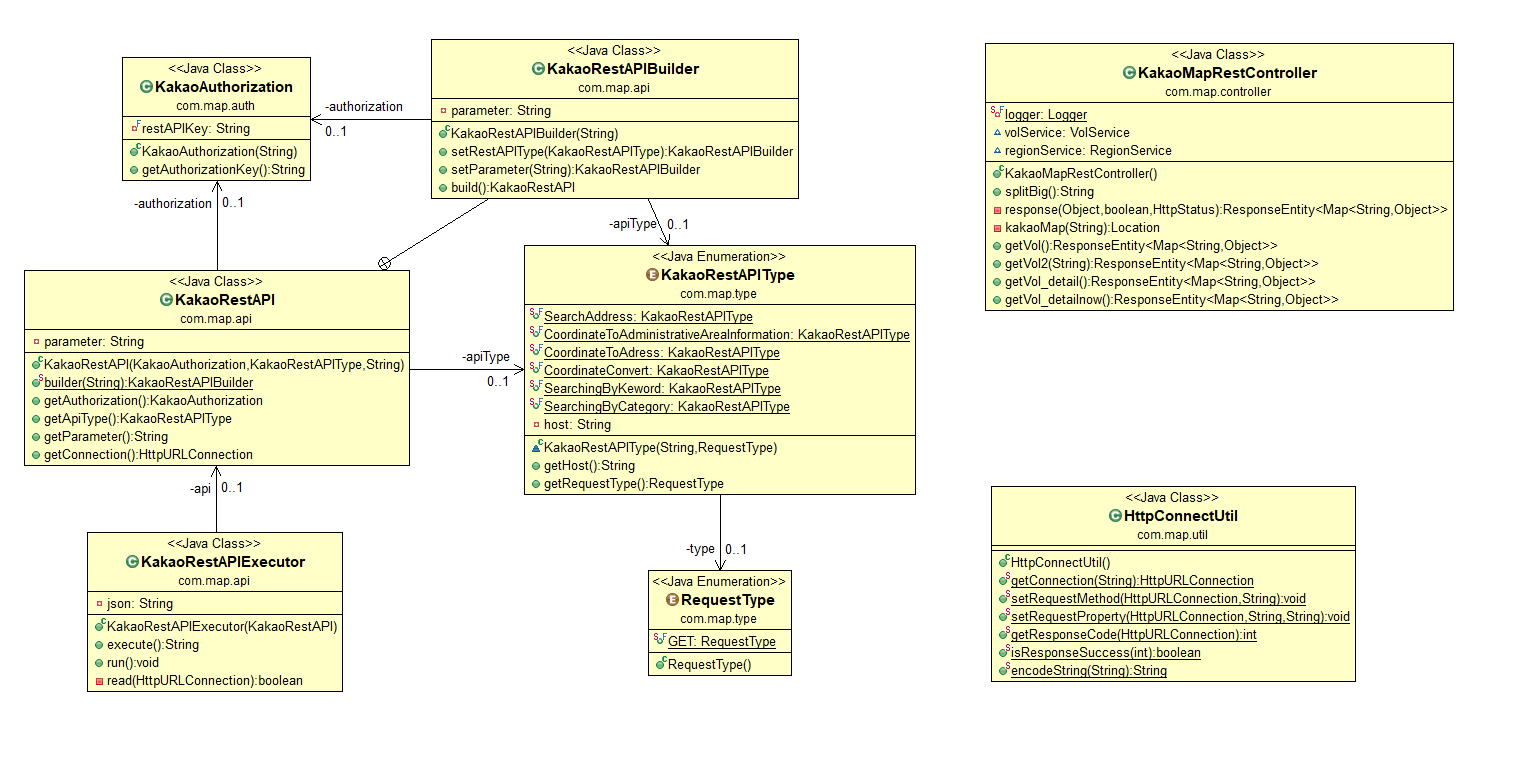 <<Java Class>>
KakaoAuthorization
com.map.auth
restAPIKey: String
KakaoAuthorization(String)
getAuthorizationKey():String
<<Java Class>>
KakaoRestAPIBuilder
com.map.api
parameter: String
KakaoRestAPIBuilder(String)
setRestAPIType(KakaoRestAPIType):KakaoRestAPIBuilder
setParameter(String):KakaoRestAPIBuilder
build():KakaoRestAPI
-authorization
0..1
-authorization
0..1
-apiType
0..1
<<Java Class>>
KakaoRestAPI
com.map.api
parameter: String
KakaoRestAPI(KakaoAuthorization,KakaoRestAPIType,String)
builder(String):KakaoRestAPIBuilder
getAuthorization():KakaoAuthorization
getApiType():KakaoRestAPIType
getParameter():String
getConnection():HttpURLConnection
-apiType
0..1
<<Java Enumeration>>
KakaoRestAPIType
com.map.type
SearchAddress: KakaoRestAPIType
CoordinateToAdministrativeAreaInformation: KakaoRestAPIType
CoordinateToAdress: KakaoRestAPIType
CoordinateConvert: KakaoRestAPIType
SearchingByKeword: KakaoRestAPIType
SearchingByCategory: KakaoRestAPIType
host: String
KakaoRestAPIType(String,RequestType)
getHost():String
getRequestType():RequestType
-api
0..1
<<Java Class>>
KakaoRestAPIExecutor
com.map.api
json: String
KakaoRestAPIExecutor(KakaoRestAPI)
execute():String
run():void
read(HttpURLConnection):boolean
-type
0..1
<<Java Enumeration>>
RequestType
com.map.type
GET: RequestType
RequestType()
<<Java Class>>
KakaoMapRestController
com.map.controller
logger: Logger
volService: VolService
regionService: RegionService
KakaoMapRestController()
splitBig():String
response(Object,boolean,HttpStatus):ResponseEntity<Map<String,Object>>
kakaoMap(String):Location
getVol():ResponseEntity<Map<String,Object>>
getVol2(String):ResponseEntity<Map<String,Object>>
getVol_detail():ResponseEntity<Map<String,Object>>
getVol_detailnow():ResponseEntity<Map<String,Object>>
<<Java Class>>
HttpConnectUtil
com.map.util
HttpConnectUtil()
getConnection(String):HttpURLConnection
setRequestMethod(HttpURLConnection,String):void
setRequestProperty(HttpURLConnection,String,String):void
getResponseCode(HttpURLConnection):int
isResponseSuccess(int):boolean
encodeString(String):String